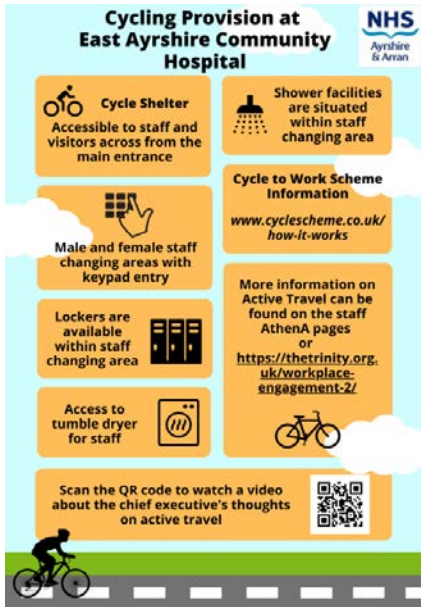 Cycling Provision at
East Ayrshire Community
Hospital
NHS
Ayrshire
& Arran
Cycle Shelter
Accessible to staff and
visitors across from the
main entrance
Shower facilities
are situated
within staff
changing area
Male and female staff
changing areas with
keypad entry
Cycle to Work Scheme
Information
www.cyclescheme.co.uk/
how-it-works
Lockers are
available
within staff
changing area
More information on
Active Travel can be
found on the staff
AthenA pages
or
https://thetrinity.org.
uk/workplace-
engagement-2/
Access to
tumble dryer
for staff
Scan the QR code to watch a video
about the chief executive's thoughts
on active travel